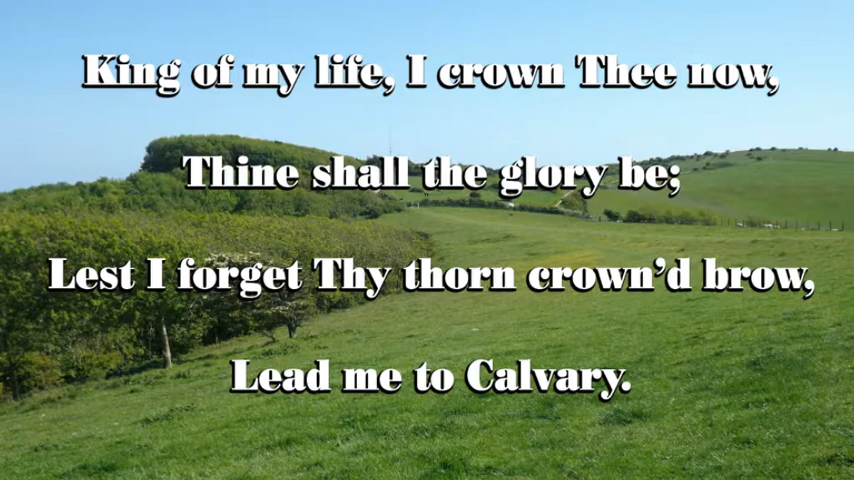 King of my life, I crown Thee now,
Thine shall the glory be;
Lest I forget Thy thorn crown’d brow,
Lead me to Calvary.